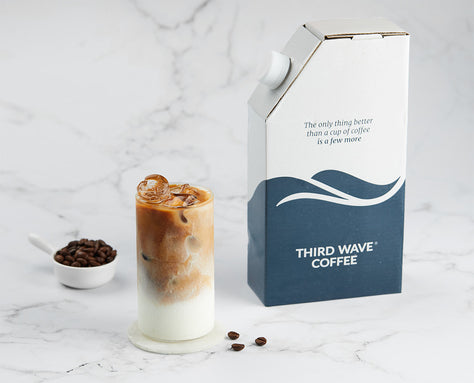 The only thing better
than a cup of coffee
is a few more
THIRD WAVE®
COFFEE